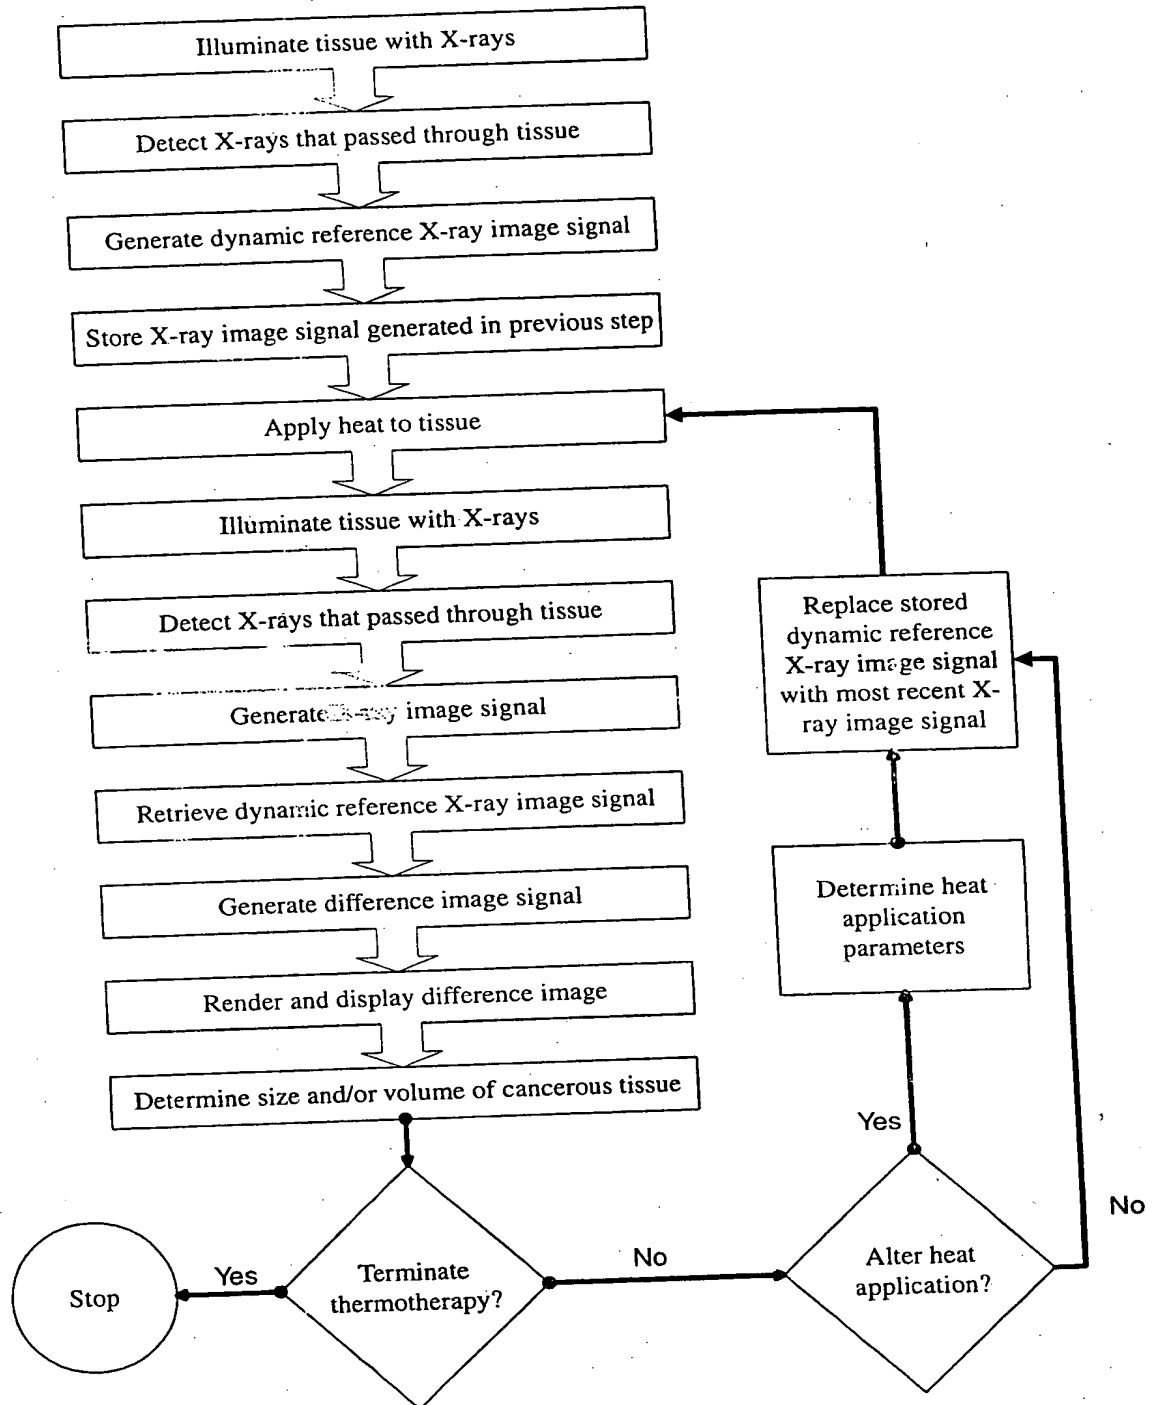 Illuminate tissue with X-rays
Detect X-rays that passed through tissue
Generate dynamic reference X-ray image signal
Store X-ray image signal generated in previous step
Apply heat to tissue
Illuminate tissue with X-rays
Detect X-rays that passed through tissue
Generate X-ray image signal
Retrieve dynamic reference X-ray image signal
Generate difference image signal
Render and display difference image
Determine size and/or volume of cancerous tissue
Terminate
thermotherapy?
Yes
Stop
No
Alter heat
application?
Yes
No
Determine heat
application
parameters
Replace stored
dynamic reference
X-ray image signal
with most recent X-
ray image signal